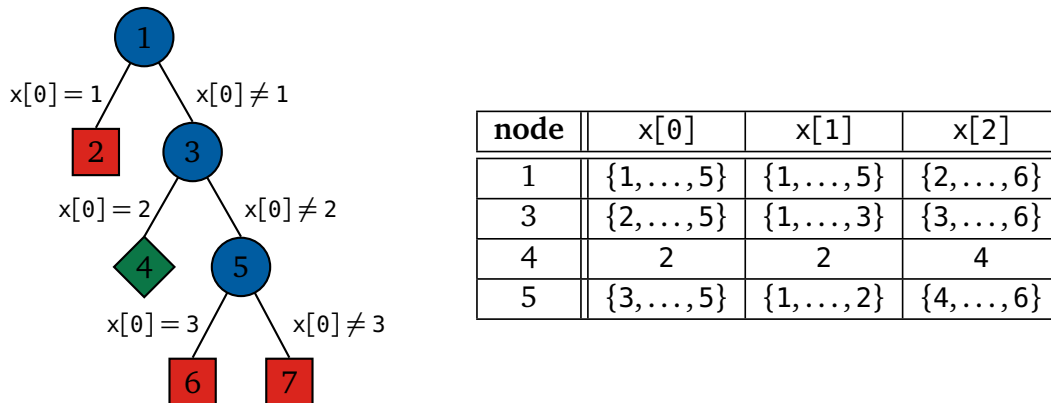 1
x[0] = 1 x[0] ≠ 1
2 3
x[0] = 2 x[0] ≠ 2
4 5
x[0] = 3 x[0] ≠ 3
6 7
node x[0] x[1] x[2]
1 {1,...,5} {1,...,5} {2,...,6}
3 {2,...,5} {1,...,3} {3,...,6}
4 2 2 4
5 {3,...,5} {1,...,2} {4,...,6}